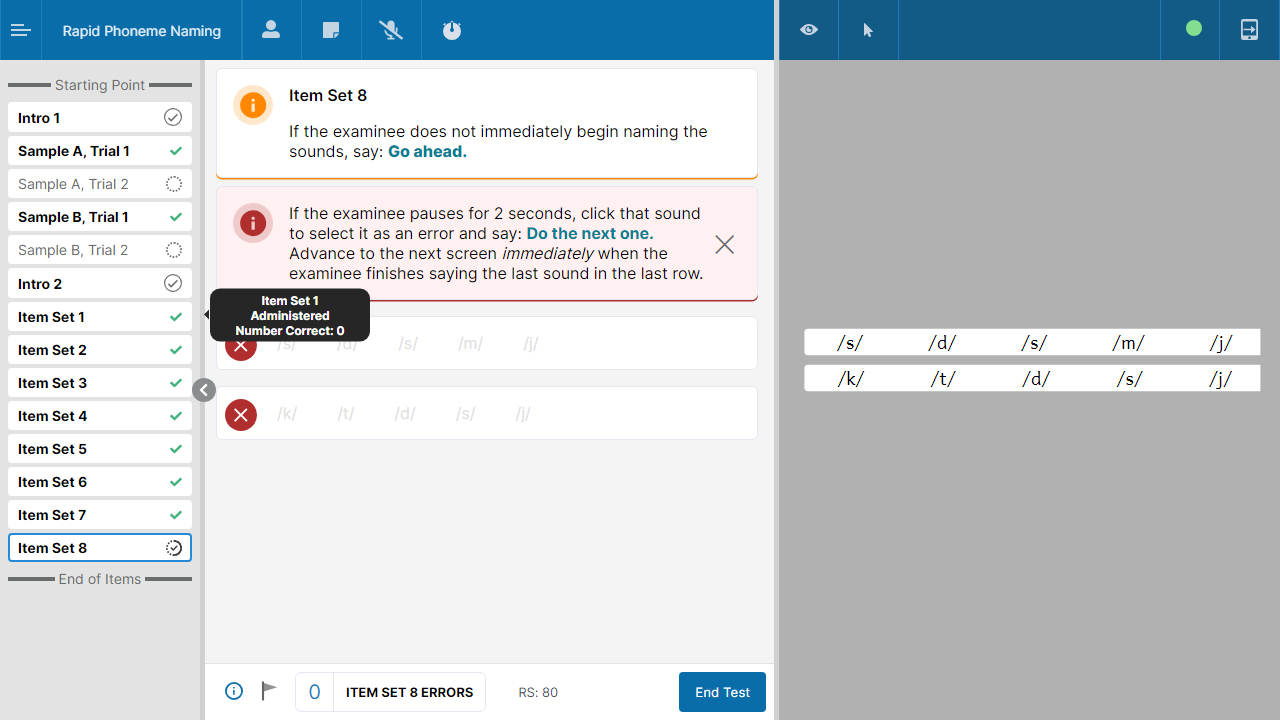 Rapid Phoneme Naming
Starting Point
Intro 1
Sample A, Trial 1
Sample A, Trial 2
Sample B, Trial 1
Sample B, Trial 2
Intro 2
Item Set 1
Item Set 2
Item Set 3
Item Set 4
Item Set 5
Item Set 6
Item Set 7
Item Set 8
End of Items
Item Set 8
If the examinee does not immediately begin naming the
sounds, say: Go ahead.
If the examinee pauses for 2 seconds, click that sound
to select it as an error and say: Do the next one.
Advance to the next screen immediately when the
examinee finishes saying the last sound in the last row.
Item Set 1
Administered
Number Correct: 0
/s/ /d/ /s/ /m/ /j/
/k/ /t/ /d/ /s/ /j/
0 ITEM SET 8 ERRORS RS: 80 End Test
/s/ /d/ /s/ /m/ /j/
/k/ /t/ /d/ /s/ /j/